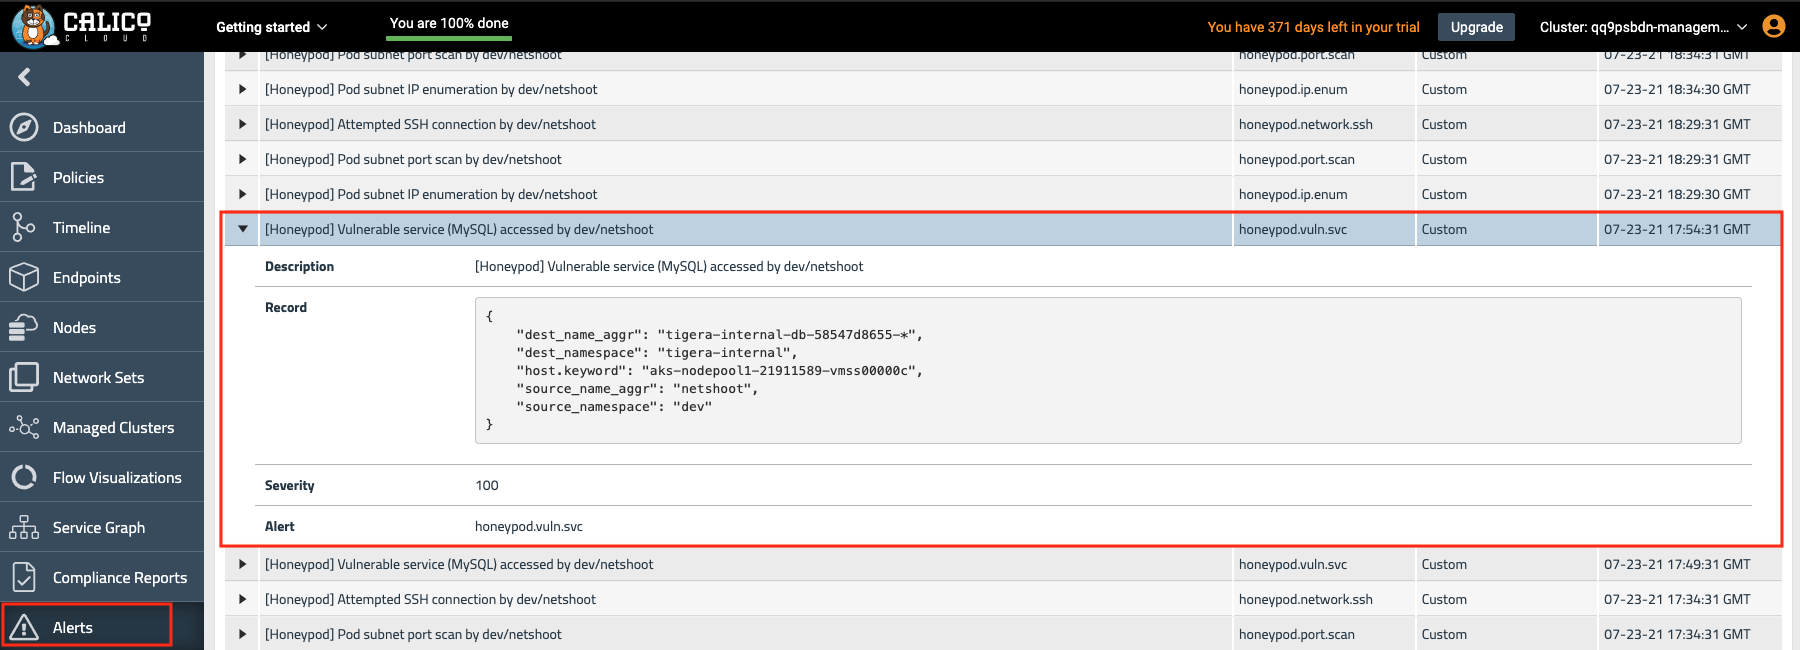 CALICO
CLOUD
Getting started
You are 100% done
You have 371 days left in your trial
Upgrade
Cluster: qq9psbdn-managem...
Dashboard
Policies
Timeline
Endpoints
Nodes
Network Sets
Managed Clusters
Flow Visualizations
Service Graph
Compliance Reports
Alerts
[Honeypod] Pod subnet port scan by dev/netshoot honeypod.port.scan Custom 07-23-21 18:34:31 GMT
[Honeypod] Pod subnet IP enumeration by dev/netshoot honeypod.ip.enum Custom 07-23-21 18:34:30 GMT
[Honeypod] Attempted SSH connection by dev/netshoot honeypod.network.ssh Custom 07-23-21 18:29:31 GMT
[Honeypod] Pod subnet port scan by dev/netshoot honeypod.port.scan Custom 07-23-21 18:29:31 GMT
[Honeypod] Pod subnet IP enumeration by dev/netshoot honeypod.ip.enum Custom 07-23-21 18:29:30 GMT
[Honeypod] Vulnerable service (MySQL) accessed by dev/netshoot honeypod.vuln.svc Custom 07-23-21 17:54:31 GMT
Description [Honeypod] Vulnerable service (MySQL) accessed by dev/netshoot
Record
{
"dest_name_aggr": "tigera-internal-db-58547d8655-*",
"dest_namespace": "tigera-internal",
"host.keyword": "aks-nodepool1-21911589-vmss00000c",
"source_name_aggr": "netshoot",
"source_namespace": "dev"
}
Severity 100
Alert honeypod.vuln.svc
[Honeypod] Vulnerable service (MySQL) accessed by dev/netshoot honeypod.vuln.svc Custom 07-23-21 17:49:31 GMT
[Honeypod] Attempted SSH connection by dev/netshoot honeypod.network.ssh Custom 07-23-21 17:34:31 GMT
[Honeypod] Pod subnet port scan by dev/netshoot honeypod.port.scan Custom 07-23-21 17:34:31 GMT